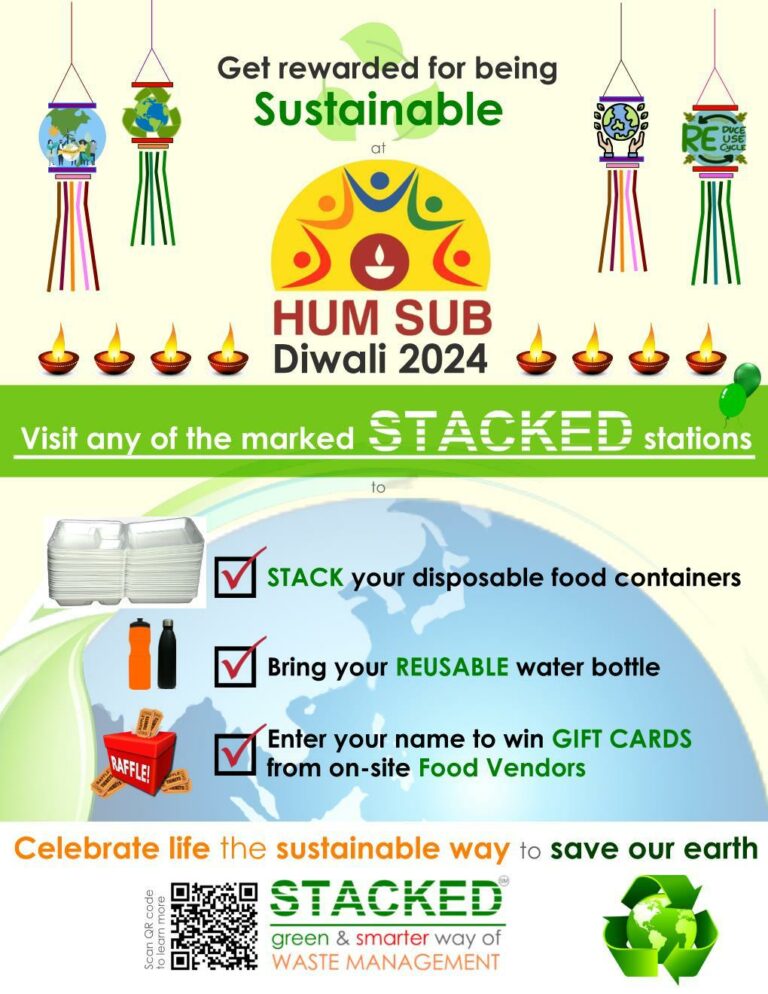 Get rewarded for being
Sustainable
at
REDUCE
USE
CYCLE
HUM SUB
Diwali 2024
Visit any of the marked STACKED stations
to
STACK your disposable food containers
Bring your REUSABLE water bottle
Enter your name to win GIFT CARDS
from on-site Food Vendors
RAFFLE!
Celebrate life the sustainable way to save our earth
Scan QR code
to learn more
STACKED
green & smarter way of
WASTE MANAGEMENT